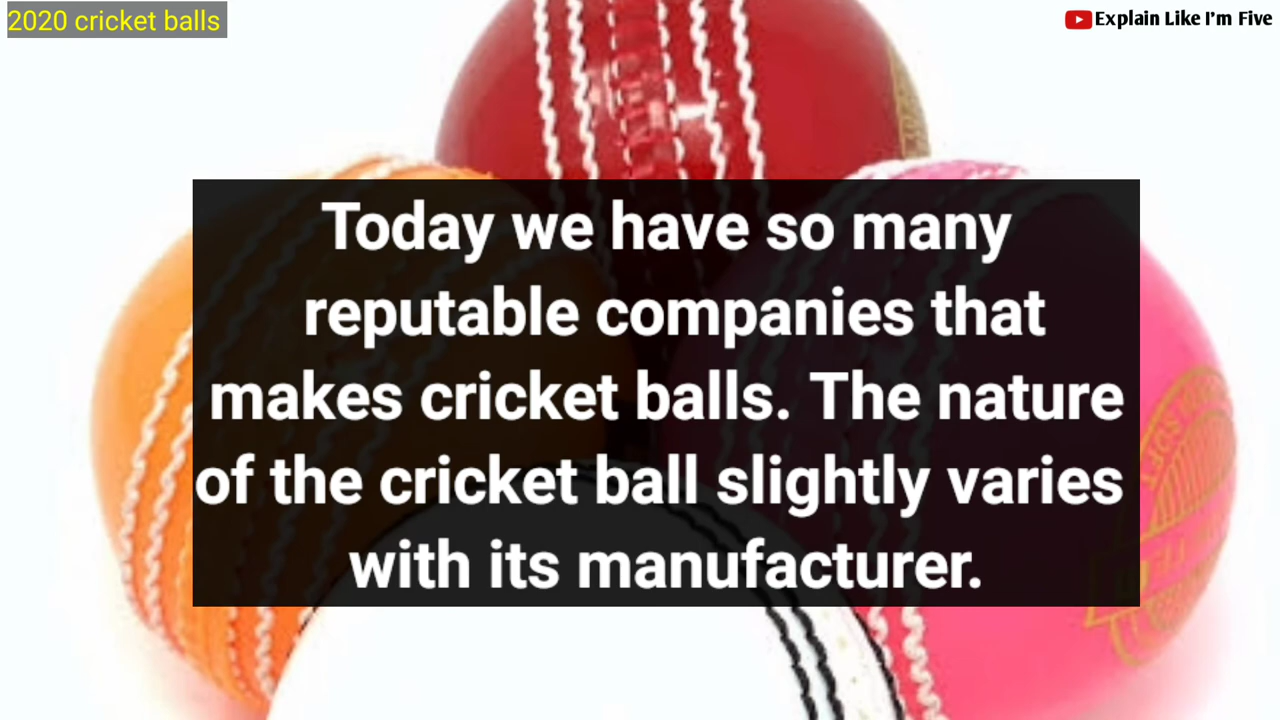 2020 cricket balls
Explain Like I'm Five
Today we have so many
reputable companies that
makes cricket balls. The nature
of the cricket ball slightly varies
with its manufacturer.